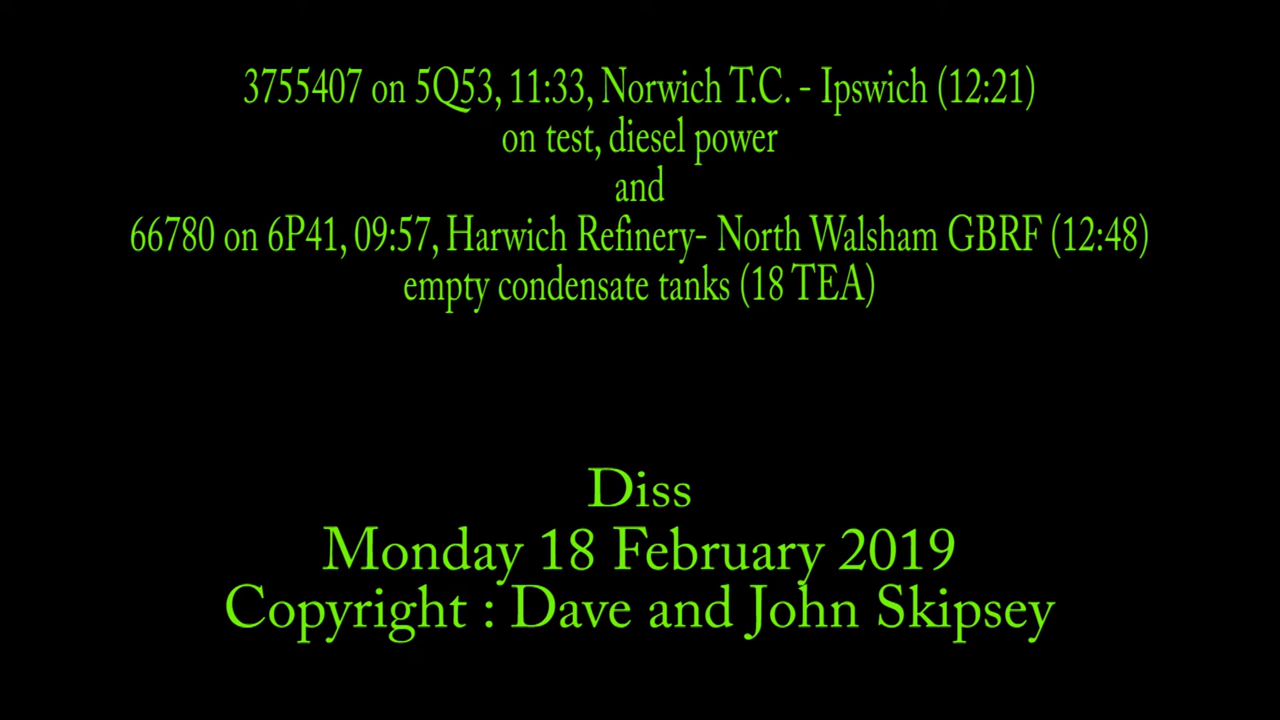 3755407 on 5Q53, 11:33, Norwich T.C. - Ipswich (12:21)
on test, diesel power
and
66780 on 6P41, 09:57, Harwich Refinery- North Walsham GBRF (12:48)
empty condensate tanks (18 TEA)
Diss
Monday 18 February 2019
Copyright : Dave and John Skipsey